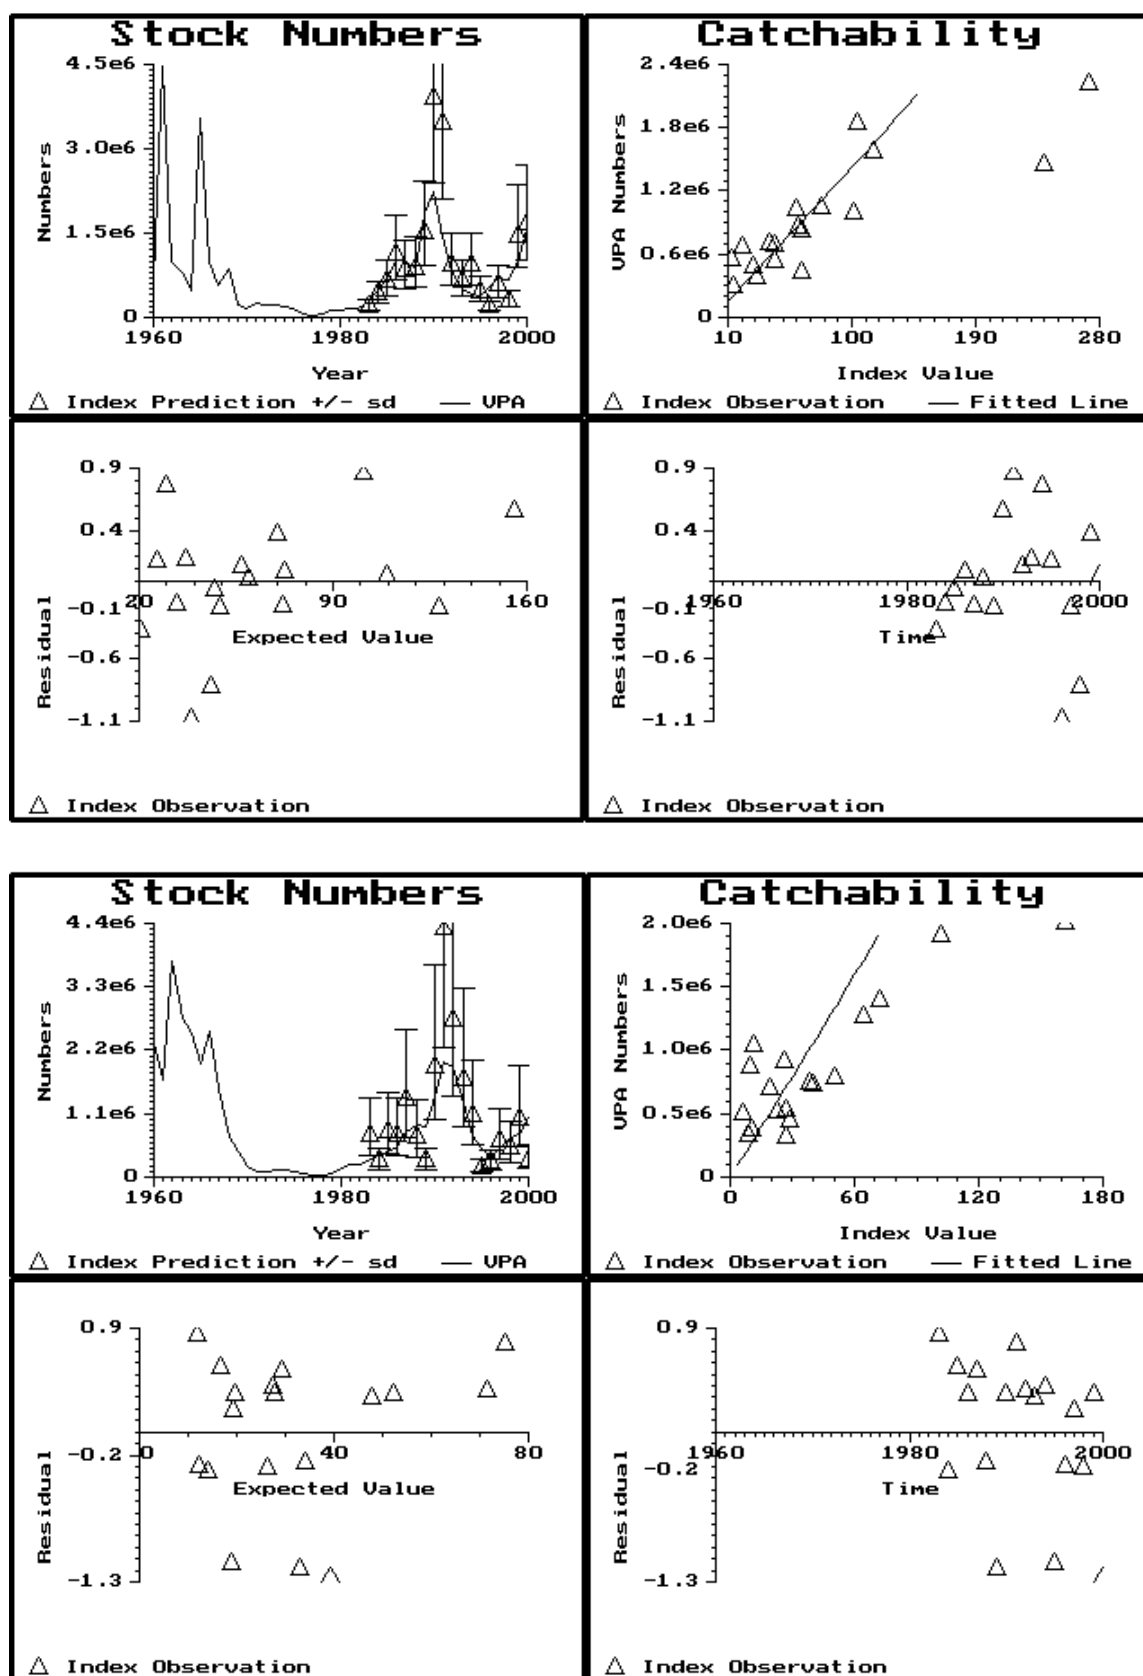 Stock Numbers
4.5e6
3.0e6
1.5e6
0
Numbers
1960 1980 2000
Year
Index Prediction +/- sd VPA
Catchability
2.4e6
1.8e6
1.2e6
0.6e6
0
VPA Numbers
10 100 190 280
Index Value
Index Observation Fitted Line
0.9
0.4
-0.1
-0.6
-1.1
Residual
20 90 160
Expected Value
Index Observation
0.9
0.4
-0.1
-0.6
-1.1
Residual
1960 1980 2000
Time
Index Observation
Stock Numbers
4.4e6
3.3e6
2.2e6
1.1e6
0
Numbers
1960 1980 2000
Year
Index Prediction +/- sd VPA
Catchability
2.0e6
1.5e6
1.0e6
0.5e6
0
VPA Numbers
0 60 120 180
Index Value
Index Observation Fitted Line
0.9
-0.2
-1.3
Residual
0 40 80
Expected Value
Index Observation
0.9
-0.2
-1.3
Residual
1960 1980 2000
Time
Index Observation